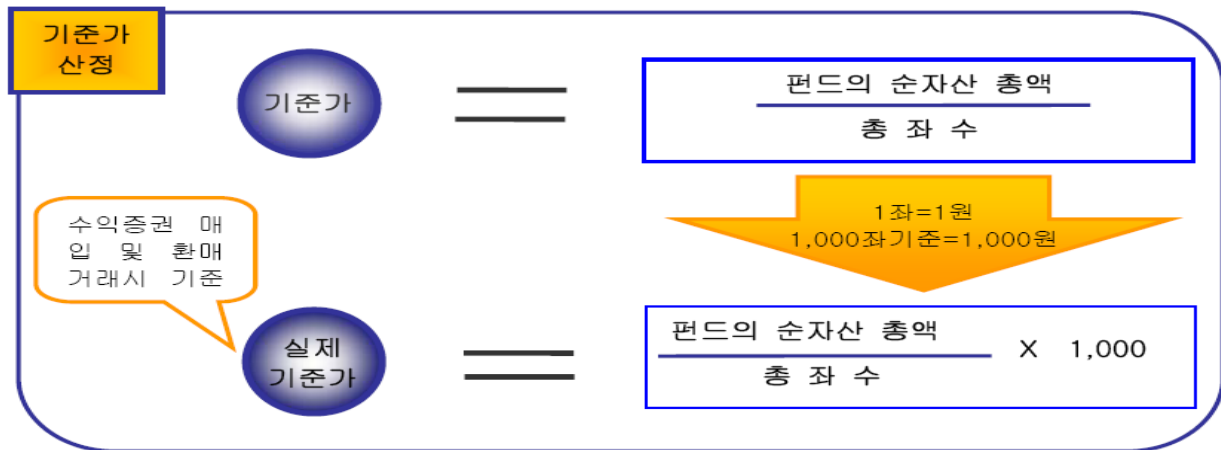 기준가
산정
기준가
펀드의 순자산 총액
총 좌 수
1좌=1원
1,000좌기준=1,000원
수익증권 매
입 및 환매
거래시 기준
실제
기준가
펀드의 순자산 총액
총 좌 수
X 1,000